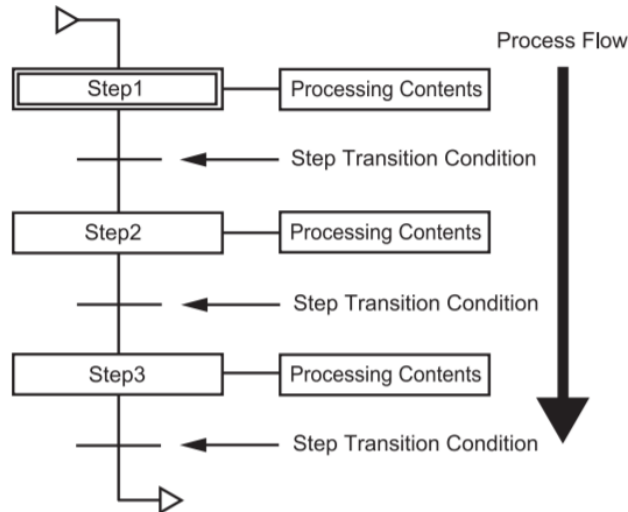 Process Flow
Step1
Processing Contents
Step Transition Condition
Step2
Processing Contents
Step Transition Condition
Step3
Processing Contents
Step Transition Condition